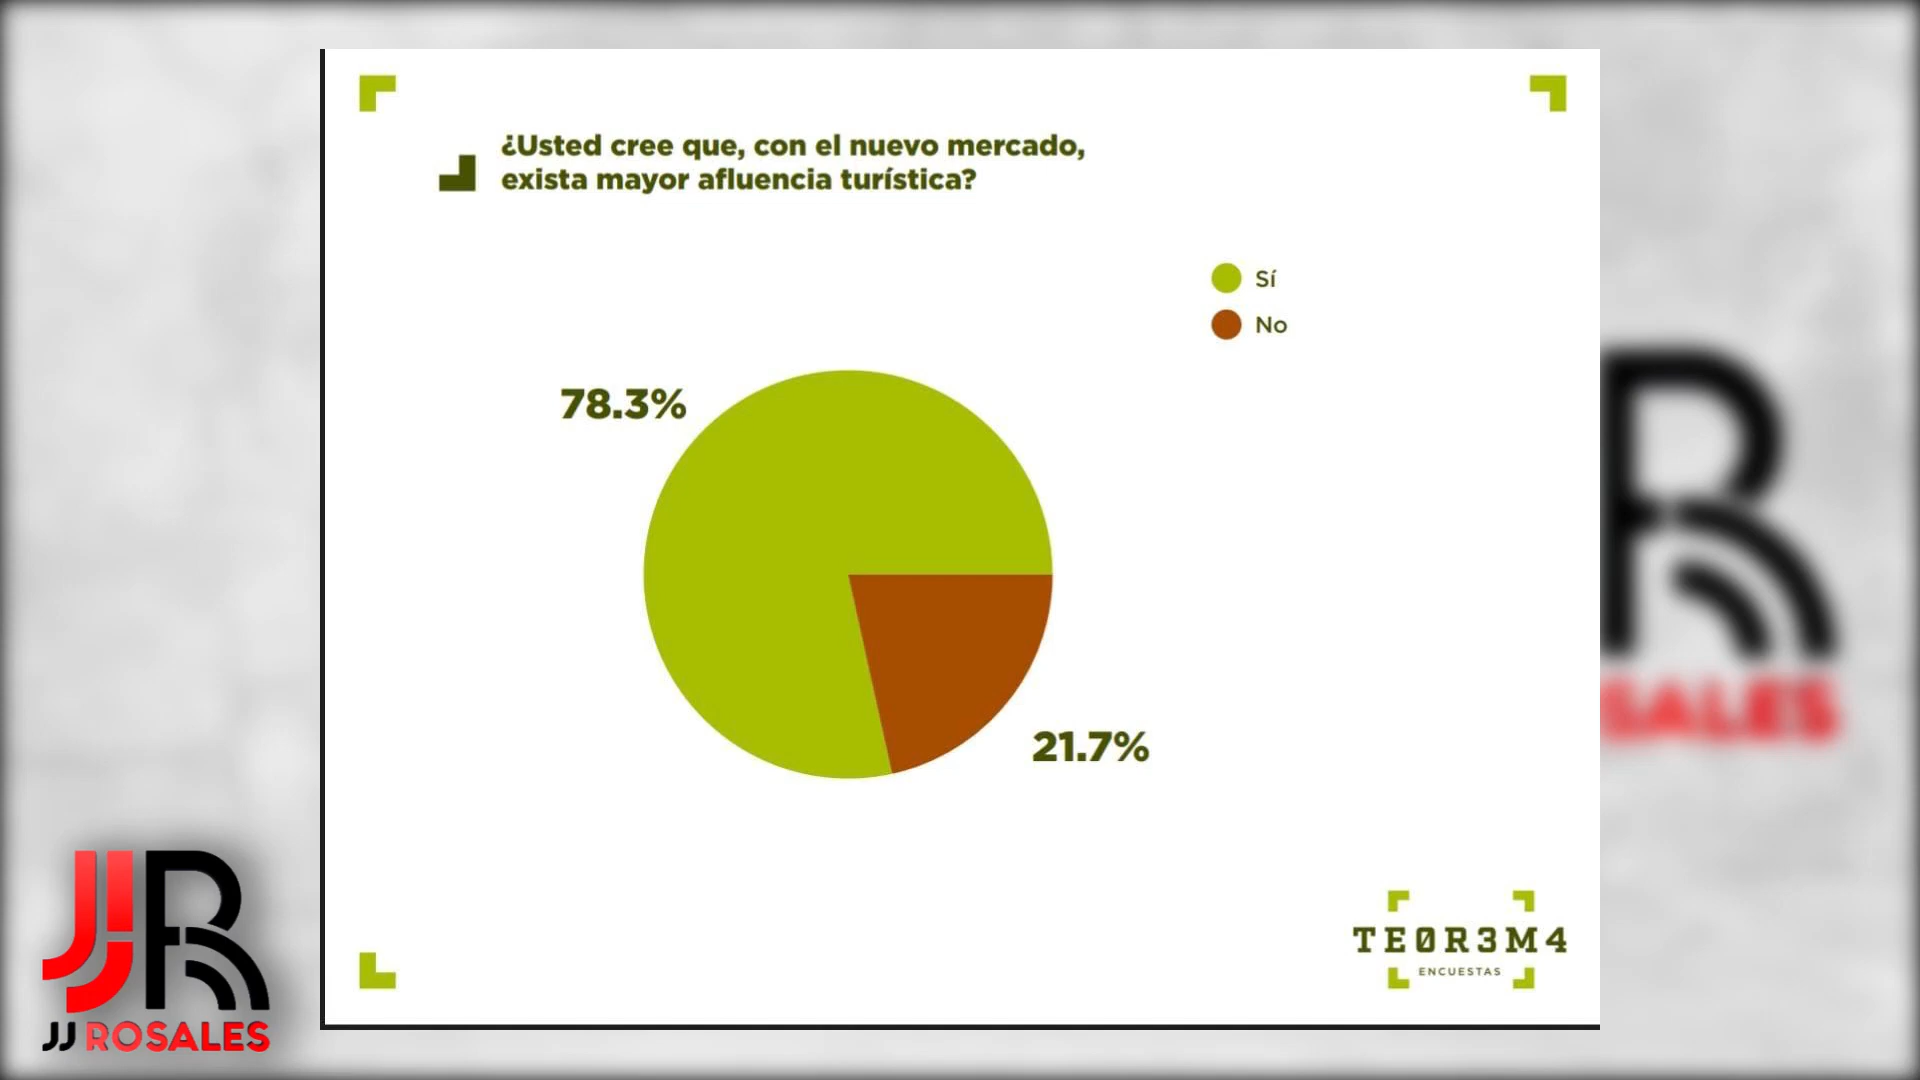 ¿Usted cree que, con el nuevo mercado,
exista mayor afluencia turística?
Sí
No
78.3%
21.7%
TE0R3M4
ENCUESTAS
JJR
JJ ROSALES
R
SALES